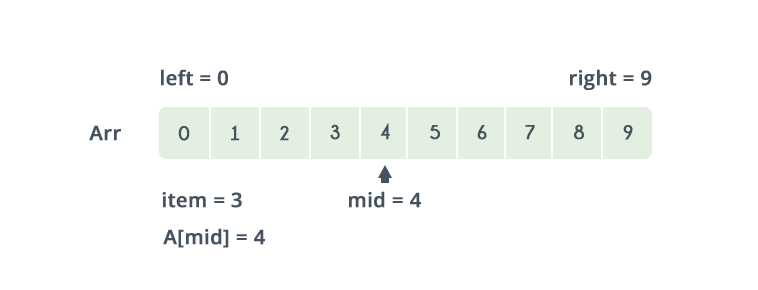 left = 0 right = 9
Arr 0 1 2 3 4 5 6 7 8 9
item = 3 mid = 4
A[mid] = 4